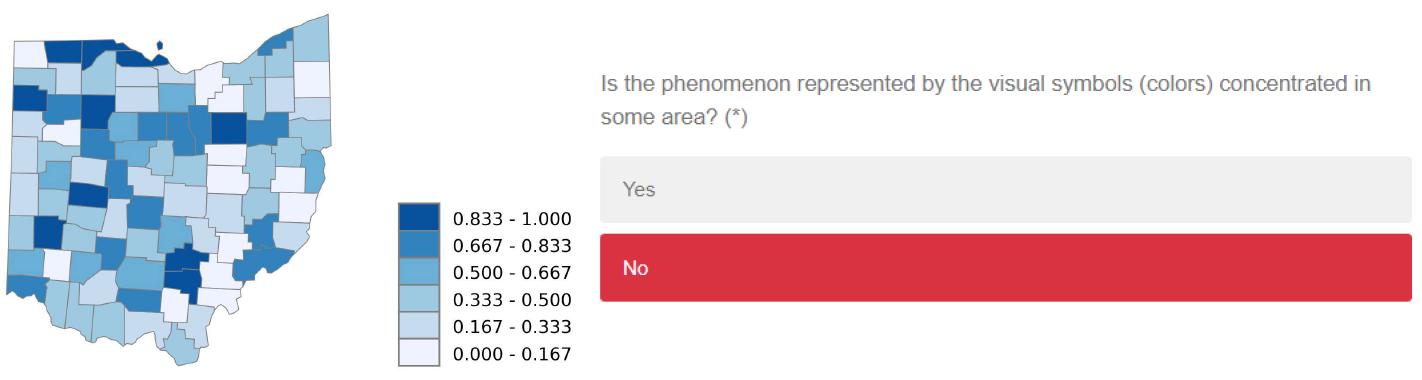 0.833 - 1.000
0.667 - 0.833
0.500 - 0.667
0.333 - 0.500
0.167 - 0.333
0.000 - 0.167
Is the phenomenon represented by the visual symbols (colors) concentrated in
some area? (*)
Yes
No